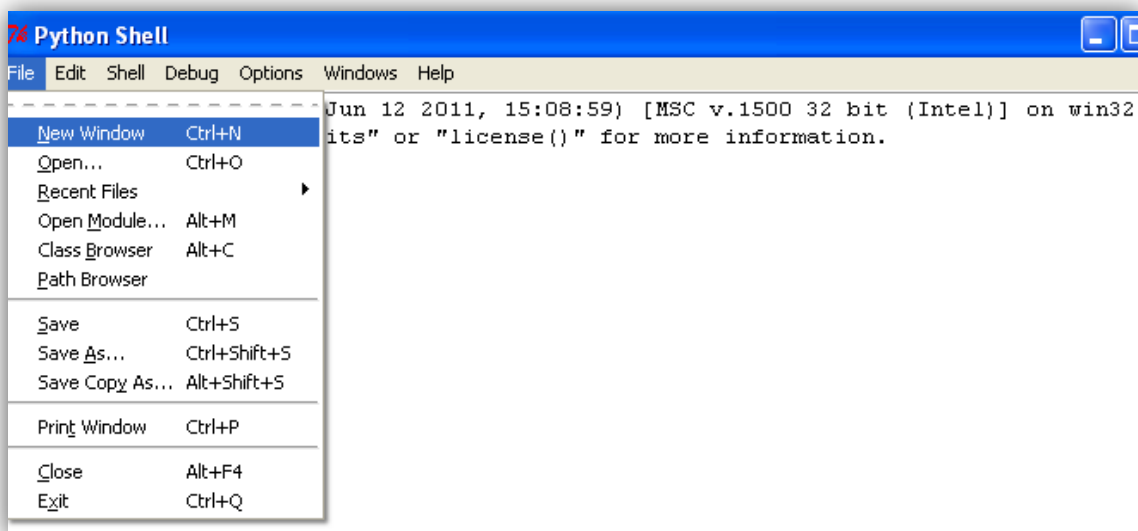 Python Shell
File Edit Shell Debug Options Windows Help
Jun 12 2011, 15:08:59) [MSC v.1500 32 bit (Intel)] on win32
New Window Ctrl+N
its" or "license()" for more information.
Open... Ctrl+O
Recent Files
Open Module... Alt+M
Class Browser Alt+C
Path Browser
Save Ctrl+S
Save As... Ctrl+Shift+S
Save Copy As... Alt+Shift+S
Print Window Ctrl+P
Close Alt+F4
Exit Ctrl+Q